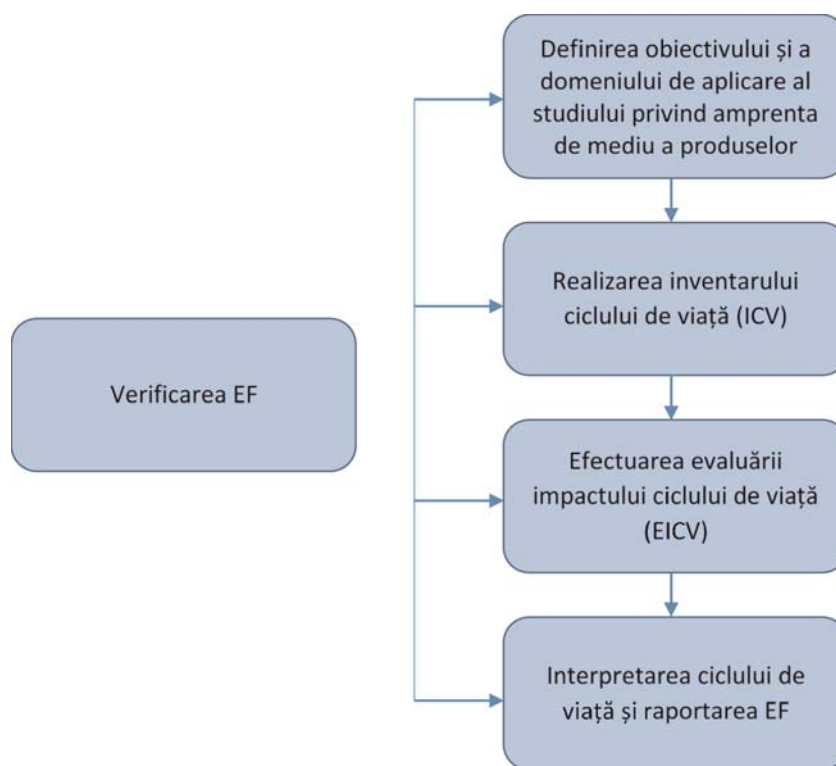 Definirea obiectivului și a
domeniului de aplicare al
studiului privind amprenta
de mediu a produselor
Realizarea inventarului
ciclului de viață (ICV)
Verificarea EF
Efectuarea evaluării
impactului ciclului de viață
(EICV)
Interpretarea ciclului de
viață și raportarea EF